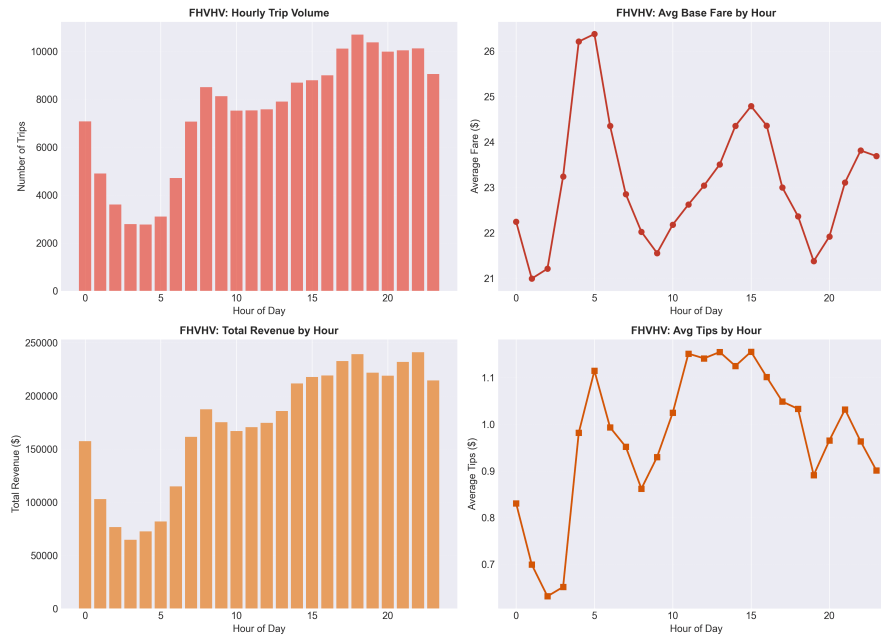 FHVHV: Hourly Trip Volume
Number of Trips
10000
8000
6000
4000
2000
0
0 5 10 15 20
Hour of Day
FHVHV: Avg Base Fare by Hour
Average Fare ($)
26
25
24
23
22
21
0 5 10 15 20
Hour of Day
FHVHV: Total Revenue by Hour
Total Revenue ($)
250000
200000
150000
100000
50000
0
0 5 10 15 20
Hour of Day
FHVHV: Avg Tips by Hour
Average Tips ($)
1.1
1.0
0.9
0.8
0.7
0 5 10 15 20
Hour of Day